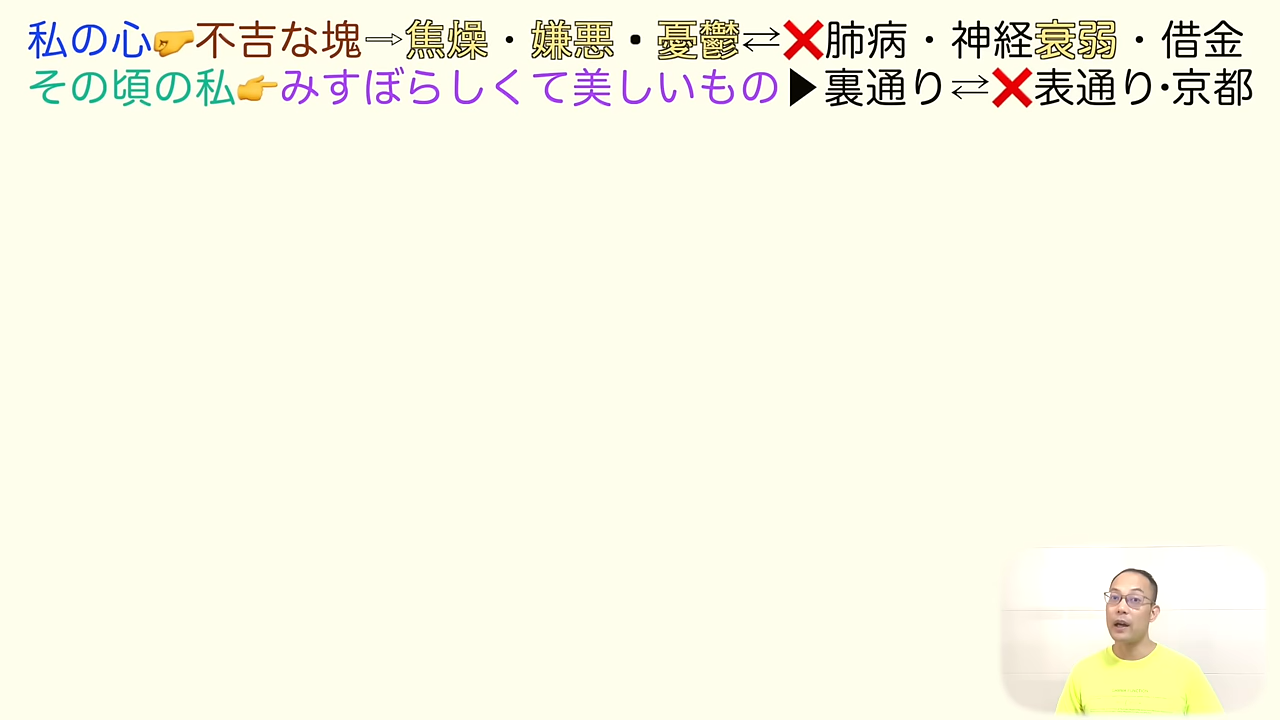 私の心🤛不吉な塊⇨焦燥・嫌悪・憂鬱⇄❌肺病・神経衰弱・借金
その頃の私👉みすぼらしくて美しいもの▶裏通り⇄❌表通り・京都